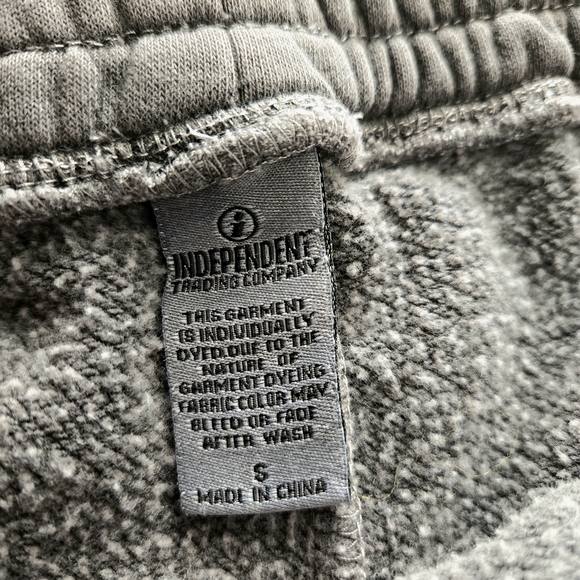 i
INDEPENDENT
TRADING COMPANY
THIS GARMENT
IS INDIVIDUALLY
DYED DUE TO THE
NATURE OF
GARMENT DYEING
FABRIC COLOR MAY
BLEED OR FADE
AFTER WASH
S
MADE IN CHINA